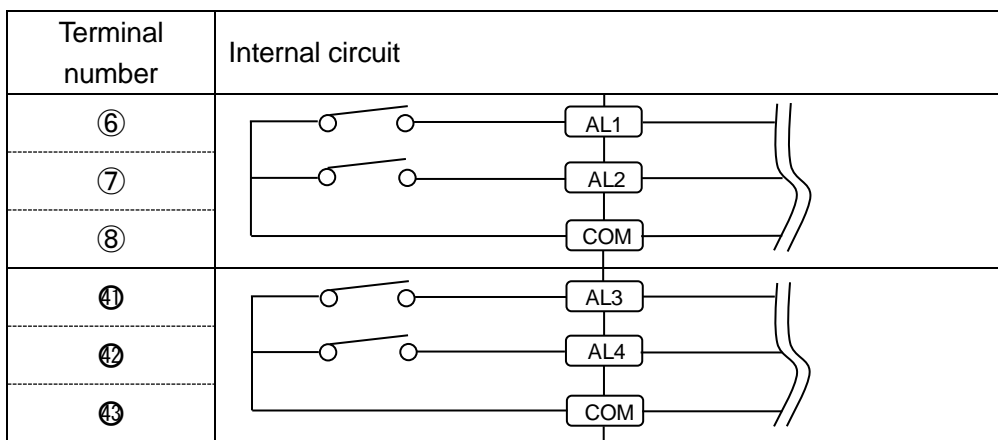 Terminal
number
Internal circuit
⑥
AL1
⑦
AL2
⑧
COM
㊶
AL3
㊷
AL4
㊸
COM